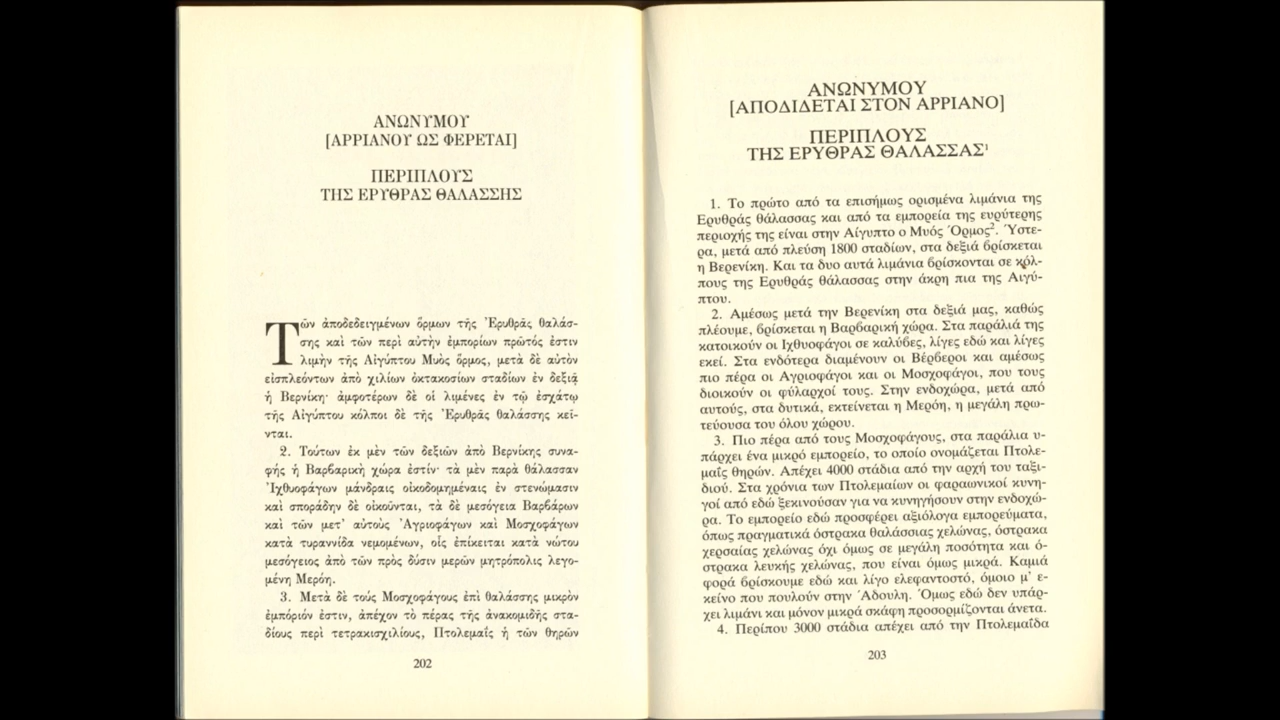 ΑΝΩΝΥΜΟΥ
[ΑΡΡΙΑΝΟΥ ΩΣ ΦΕΡΕΤΑΙ]
ΠΕΡΙΠΛΟΥΣ
ΤΗΣ ΕΡΥΘΡΑΣ ΘΑΛΑΣΣΗΣ
Τῶν ἀποδεδειγμένων ὅρμων τῆς Ἐρυθρᾶς θαλάσ-
σης καὶ τῶν περὶ αὐτὴν ἐμπορίων πρῶτός ἐστιν
λιμὴν τῆς Αἰγύπτου Μυὸς ὅρμος, μετὰ δὲ αὐτὸν
εἰσπλεόντων ἀπὸ χιλίων ὀκτακοσίων σταδίων ἐν δεξιᾷ
ἡ Βερνίκη· ἀμφοτέρων δὲ οἱ λιμένες ἐν τῷ ἐσχάτῳ
τῆς Αἰγύπτου κόλποι δὲ τῆς Ἐρυθρᾶς θαλάσσης κεῖ-
νται.
2. Τούτων ἐκ μὲν τῶν δεξιῶν ἀπὸ Βερνίκης συνα-
φὴς ἡ Βαρβαρικὴ χώρα ἐστίν· τὰ μὲν παρὰ θάλασσαν
Ἰχθυοφάγων μάνδραις οἰκοδομημέναις ἐν στενώμασιν
καὶ σποράδην δὲ οἰκοῦνται, τὰ δὲ μεσόγεια Βαρβάρων
καὶ τῶν μετ' αὐτοὺς Ἀγριοφάγων καὶ Μοσχοφάγων
κατὰ τυραννίδα νεμομένων, οἷς ἐπίκειται κατὰ νώτου
μεσόγειος ἀπὸ τῶν πρὸς δύσιν μερῶν μητρόπολις λεγο-
μένη Μερόη.
3. Μετὰ δὲ τοὺς Μοσχοφάγους ἐπὶ θαλάσσης μικρὸν
ἐμπόριόν ἐστιν, ἀπέχον τὸ πέρας τῆς ἀνακομιδῆς στα-
δίους περὶ τετρακισχιλίους, Πτολεμαῒς ἡ τῶν θηρῶν
202
ΑΝΩΝΥΜΟΥ
[ΑΠΟΔΙΔΕΤΑΙ ΣΤΟΝ ΑΡΡΙΑΝΟ]
ΠΕΡΙΠΛΟΥΣ
ΤΗΣ ΕΡΥΘΡΑΣ ΘΑΛΑΣΣΑΣ¹
1. Το πρώτο από τα επισήμως ορισμένα λιμάνια της
Ερυθράς θάλασσας και από τα εμπορεία της ευρύτερης
περιοχής της είναι στην Αίγυπτο ο Μυός Όρμος². Ύστε-
ρα, μετά από πλεύση 1800 σταδίων, στα δεξιά βρίσκεται
η Βερενίκη. Και τα δυο αυτά λιμάνια βρίσκονται σε κόλ-
πους της Ερυθράς θάλασσας στην άκρη πια της Αιγύ-
πτου.
2. Αμέσως μετά την Βερενίκη στα δεξιά μας, καθώς
πλέουμε, βρίσκεται η Βαρβαρική χώρα. Στα παράλιά της
κατοικούν οι Ιχθυοφάγοι σε καλύβες, λίγες εδώ και λίγες
εκεί. Στα ενδότερα διαμένουν οι Βέρβεροι και αμέσως
πιο πέρα οι Αγριοφάγοι και οι Μοσχοφάγοι, που τους
διοικούν οι φύλαρχοί τους. Στην ενδοχώρα, μετά από
αυτούς, στα δυτικά, εκτείνεται η Μερόη, η μεγάλη πρω-
τεύουσα του όλου χώρου.
3. Πιο πέρα από τους Μοσχοφάγους, στα παράλια υ-
πάρχει ένα μικρό εμπορείο, το οποίο ονομάζεται Πτολε-
μαΐς θηρών. Απέχει 4000 στάδια από την αρχή του ταξι-
διού. Στα χρόνια των Πτολεμαίων οι φαραωνικοί κυνη-
γοί από εδώ ξεκινούσαν για να κυνηγήσουν στην ενδοχώ-
ρα. Το εμπορείο εδώ προσφέρει αξιόλογα εμπορεύματα,
όπως πραγματικά όστρακα θαλάσσιας χελώνας, όστρακα
χερσαίας χελώνας όχι όμως σε μεγάλη ποσότητα και ό-
στρακα λευκής χελώνας, που είναι όμως μικρά. Καμιά
φορά βρίσκουμε εδώ και λίγο ελεφαντοστό, όμοιο μ' ε-
κείνο που πουλούν στην Άδουλη. Όμως εδώ δεν υπάρ-
χει λιμάνι και μόνον μικρά σκάφη προσορμίζονται άνετα.
4. Περίπου 3000 στάδια απέχει από την Πτολεμαΐδα
203